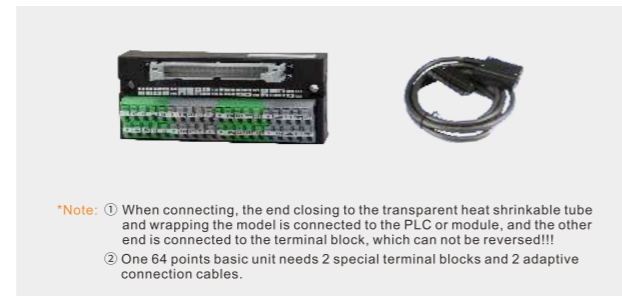 *Note: ① When connecting, the end closing to the transparent heat shrinkable tube
and wrapping the model is connected to the PLC or module, and the other
end is connected to the terminal block, which can not be reversed!!!
② One 64 points basic unit needs 2 special terminal blocks and 2 adaptive
connection cables.